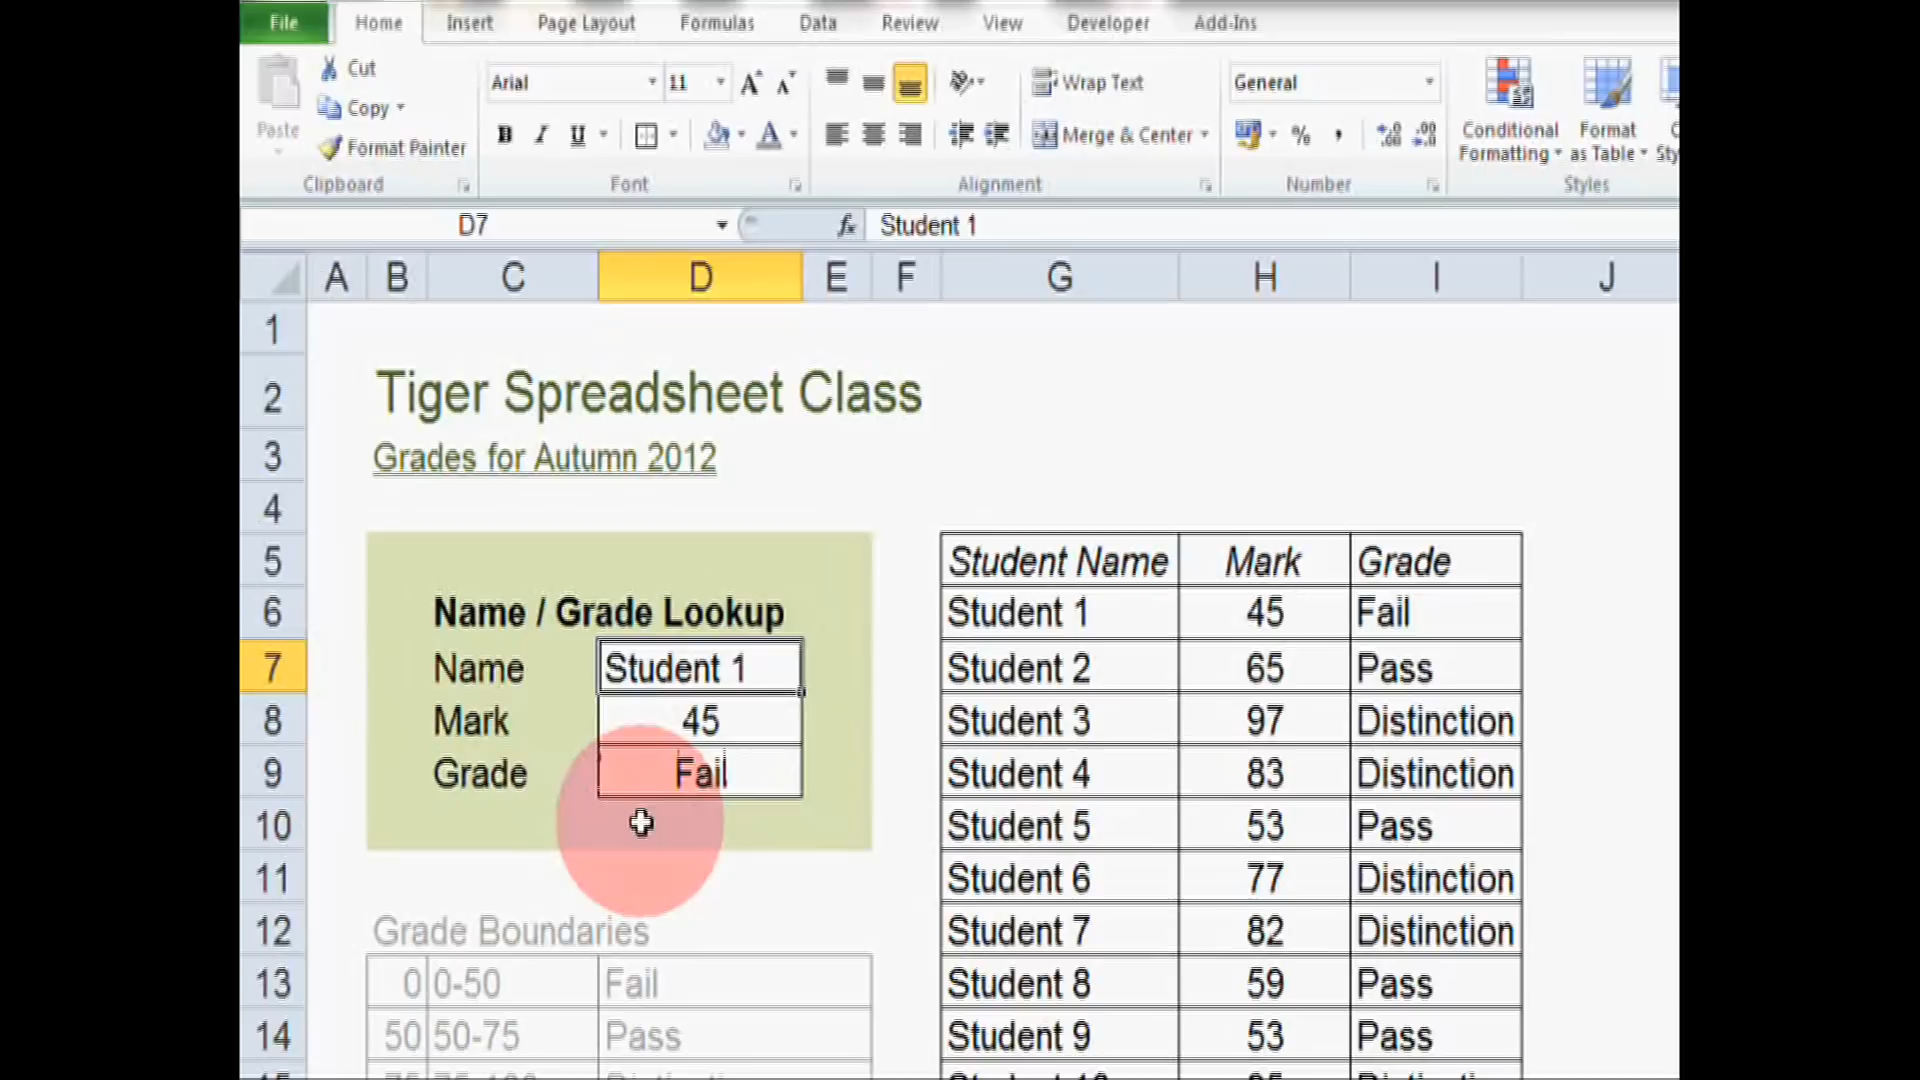 File Home Insert Page Layout Formulas Data Review View Developer Add-Ins
Cut
Copy
Format Painter
Paste
Clipboard
Arial 11
B I U A
Font
Wrap Text
Merge & Center
Alignment
General
% ,
Number
Conditional Formatting
Format as Table
Styles
D7 fx Student 1
A B C D E F G H I J
1
2 Tiger Spreadsheet Class
3 Grades for Autumn 2012
4
5 Student Name Mark Grade
6 Name / Grade Lookup Student 1 45 Fail
7 Name Student 1 Student 2 65 Pass
8 Mark 45 Student 3 97 Distinction
9 Grade Fail Student 4 83 Distinction
10 Student 5 53 Pass
11 Student 6 77 Distinction
12 Grade Boundaries Student 7 82 Distinction
13 0 0-50 Fail Student 8 59 Pass
14 50 50-75 Pass Student 9 53 Pass